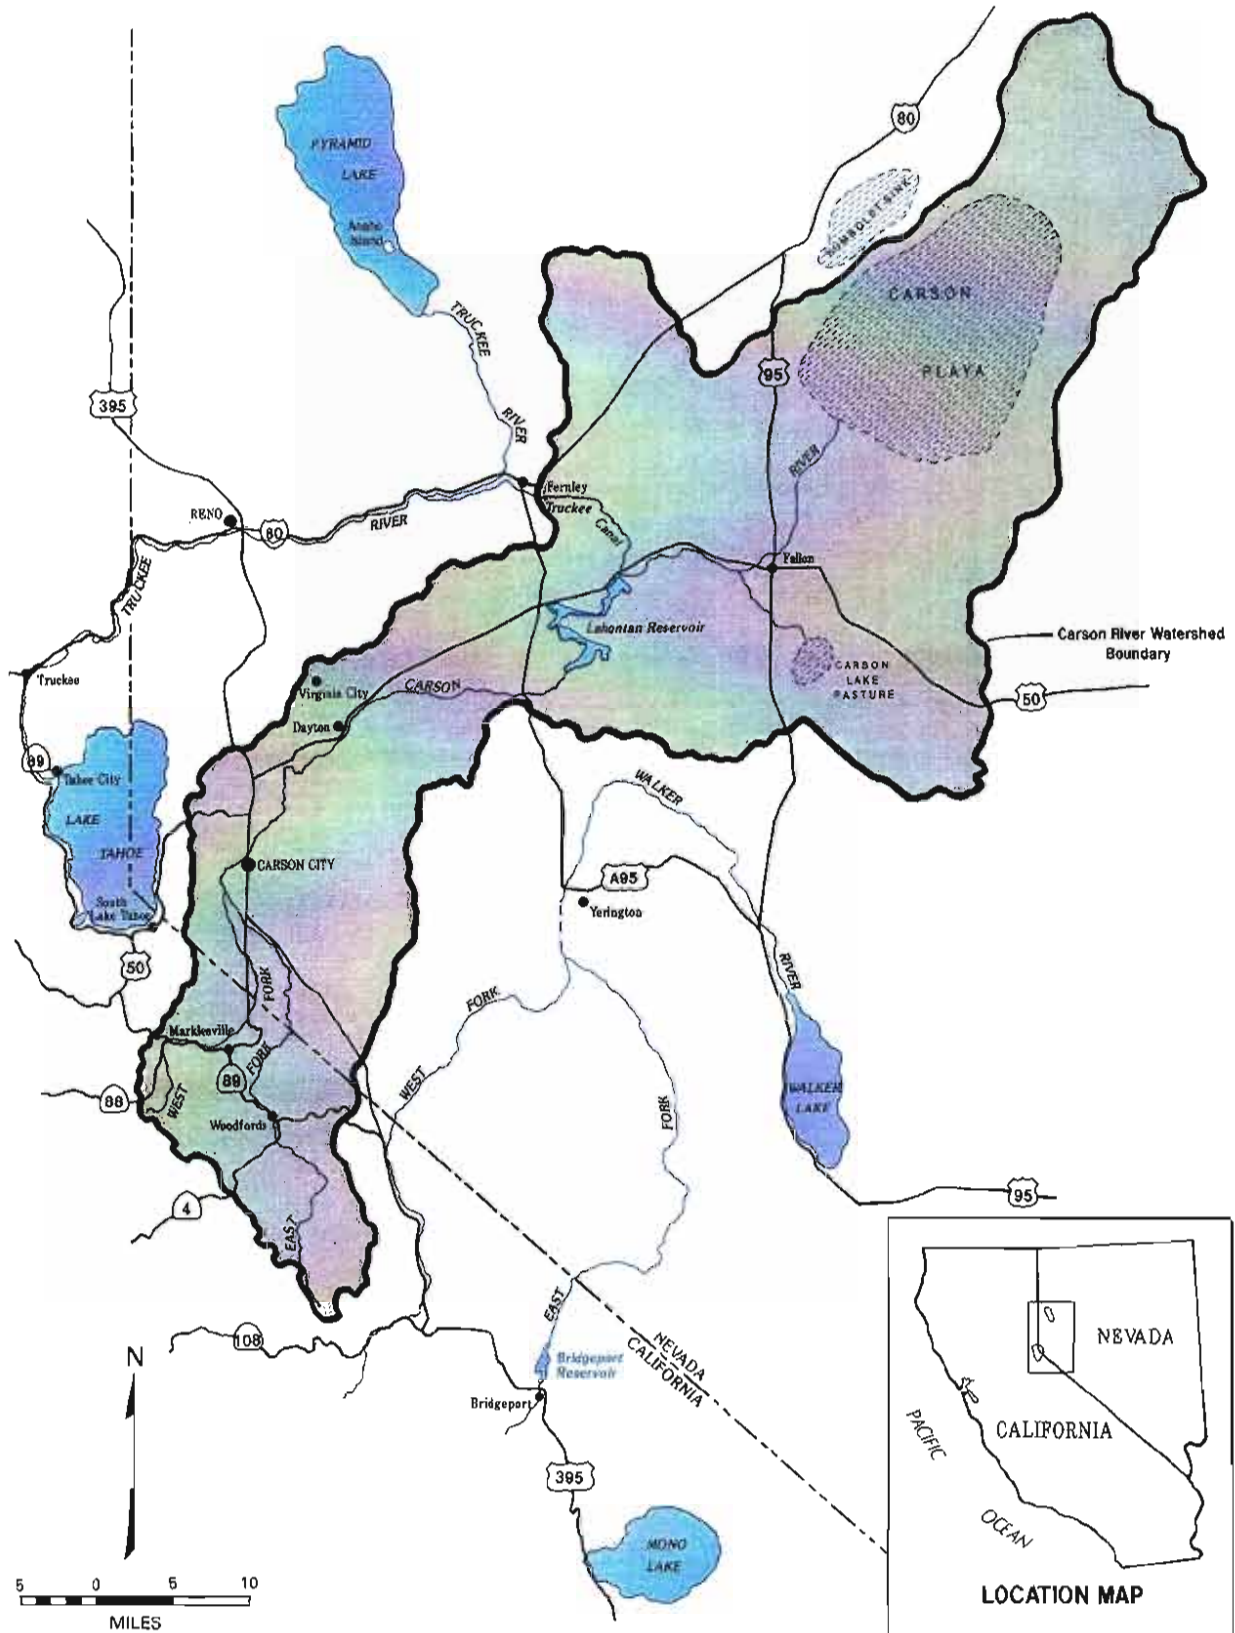 80
PYRAMID
LAKE
Anaho
Island
HUMBOLDT SINK
CARSON
PLAYA
TRUCKEE
RIVER
95
395
RIVER
Fernley
Truckee
Canal
RENO
80
RIVER
TRUCKEE
Fallon
Lahontan Reservoir
Carson River Watershed
Boundary
CARSON
LAKE
PASTURE
50
Truckee
Virginia City
CARSON
Dayton
89
Tahoe City
LAKE
TAHOE
South
Lake Tahoe
50
WALKER
A95
Yerington
CARSON CITY
RIVER
FORK
FORK
Markleeville
FORK
89
WEST
88
Woodfords
WEST
FORK
WALKER
LAKE
4
EAST
95
108
EAST
NEVADA
CALIFORNIA
Bridgeport
Reservoir
Bridgeport
395
MONO
LAKE
N
5 0 5 10
MILES
NEVADA
CALIFORNIA
PACIFIC
OCEAN
LOCATION MAP